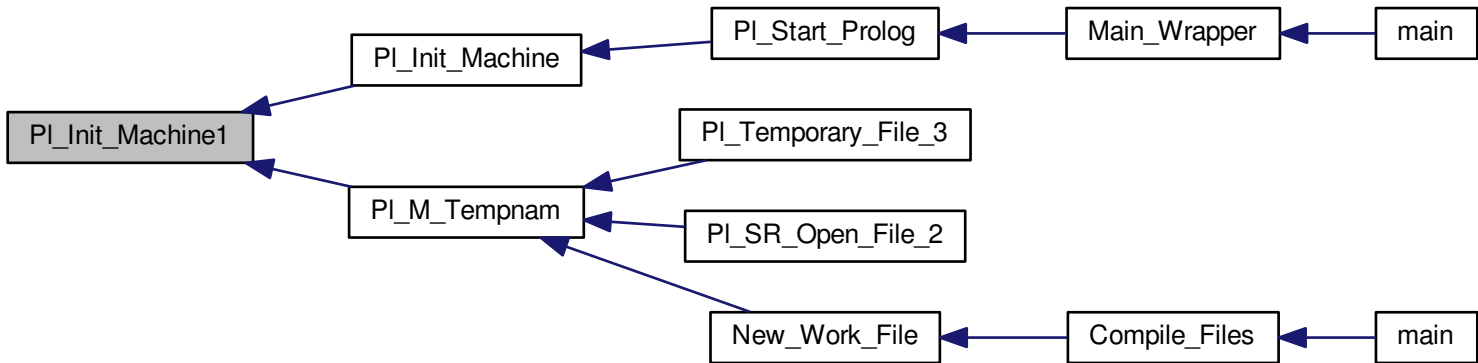 Pl_Start_Prolog
Main_Wrapper
main
Pl_Init_Machine
Pl_Init_Machine1
Pl_Temporary_File_3
Pl_M_Tempnam
Pl_SR_Open_File_2
New_Work_File
Compile_Files
main